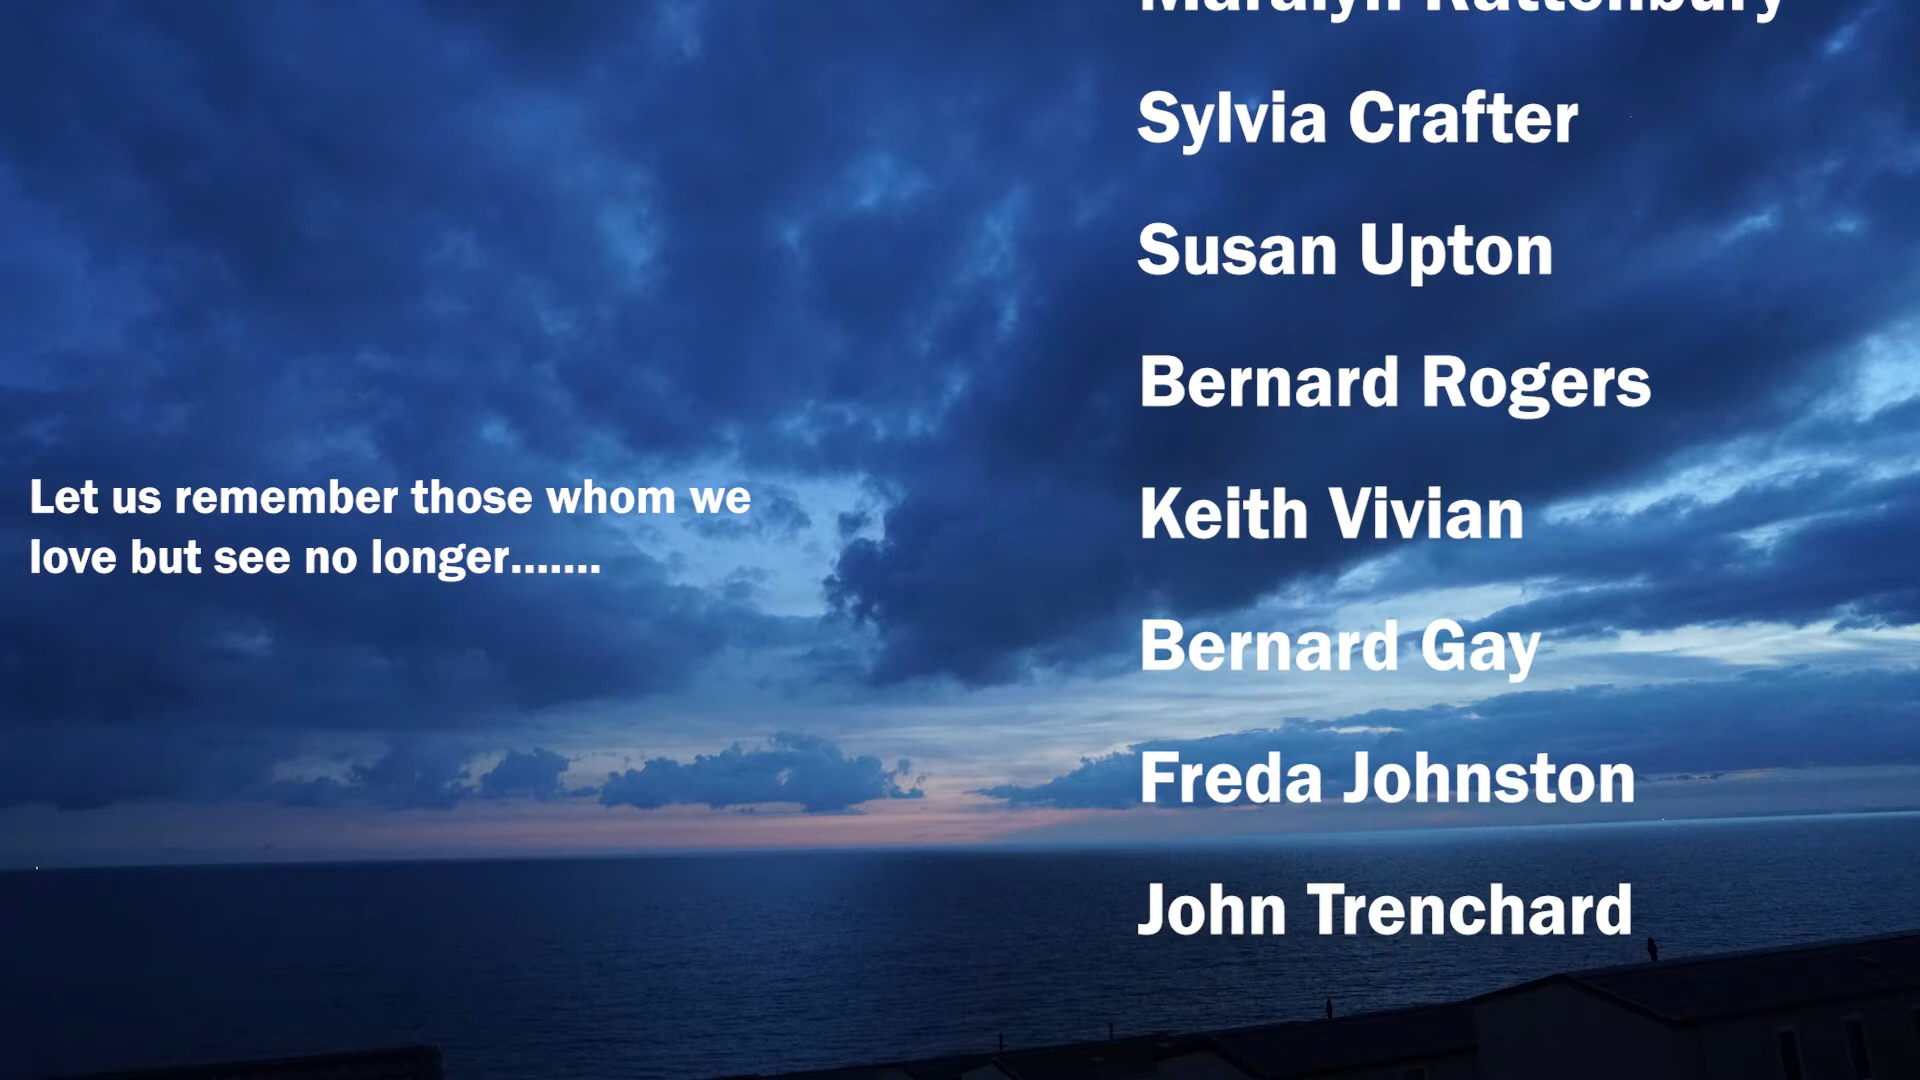 Let us remember those whom we
love but see no longer.......
Sylvia Crafter
Susan Upton
Bernard Rogers
Keith Vivian
Bernard Gay
Freda Johnston
John Trenchard